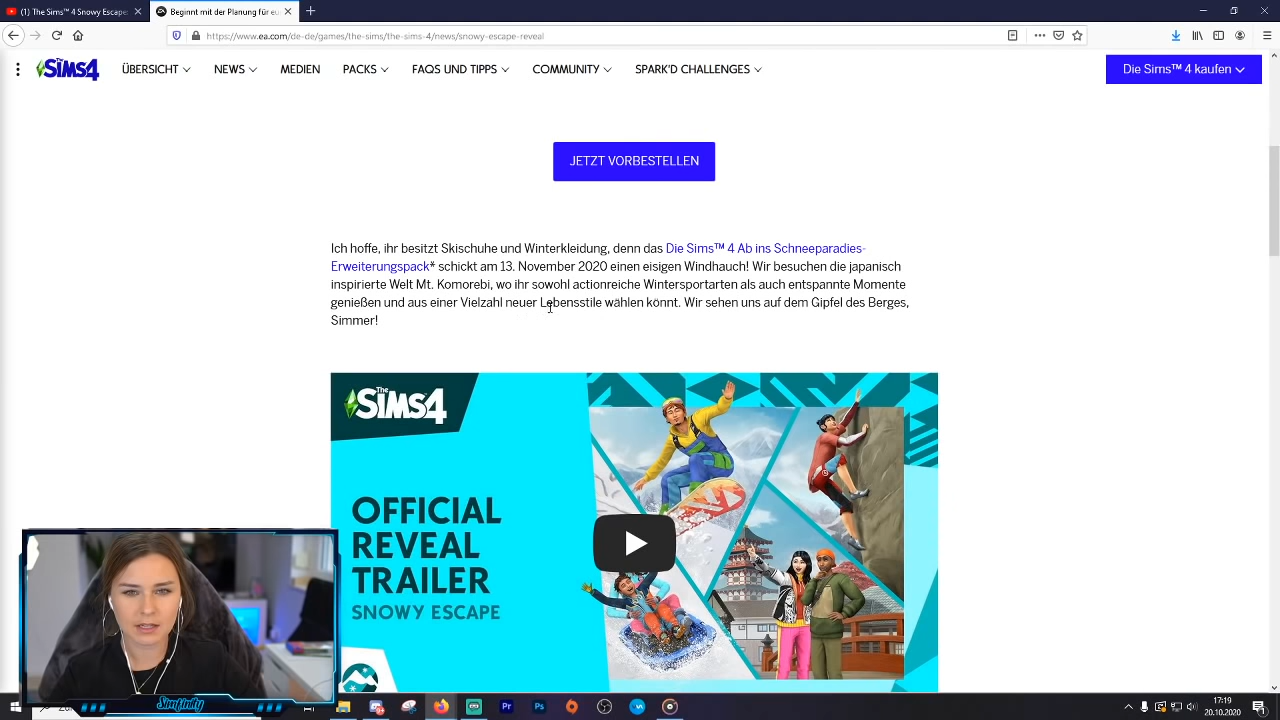 (1) The Sims™ 4 Escape
Beginnt mit der Planung für eu
https://www.ea.com/de-de/games/the-sims/the-sims-4/news/snowy-escape-reveal
The SIMS4
ÜBERSICHT
NEWS
MEDIEN
PACKS
FAQS UND TIPPS
COMMUNITY
SPARK'D CHALLENGES
Die Sims™ 4 kaufen
JETZT VORBESTELLEN
Ich hoffe, ihr besitzt Skischuhe und Winterkleidung, denn das Die Sims™ 4 Ab ins Schneeparadies-
Erweiterungspack* schickt am 13. November 2020 einen eisigen Windhauch! Wir besuchen die japanisch
inspirierte Welt Mt. Komorebi, wo ihr sowohl actionreiche Wintersportarten als auch entspannte Momente
genießen und aus einer Vielzahl neuer Lebensstile wählen könnt. Wir sehen uns auf dem Gipfel des Berges,
Simmer!
The SIMS4
OFFICIAL
REVEAL
TRAILER
SNOWY ESCAPE
Simfinity
Pr
Ps
17:19
20.10.2020